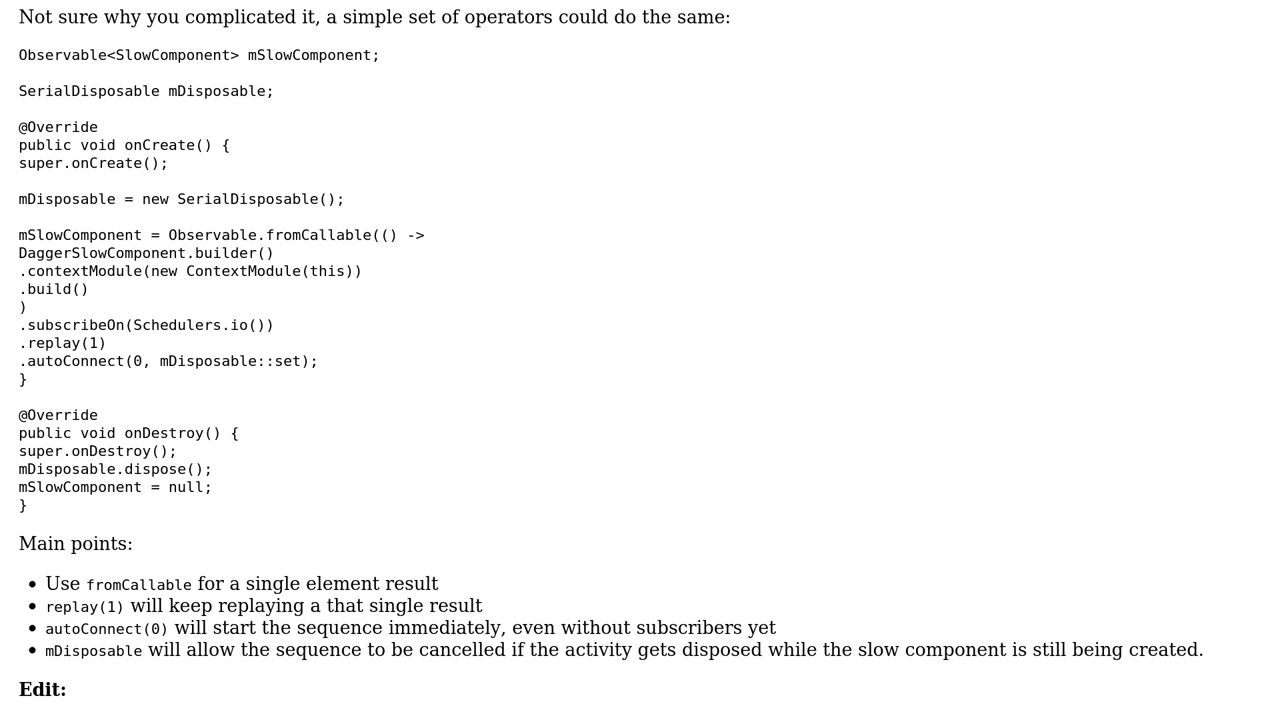 Not sure why you complicated it, a simple set of operators could do the same:
Observable<SlowComponent> mSlowComponent;
SerialDisposable mDisposable;
@Override
public void onCreate() {
super.onCreate();
mDisposable = new SerialDisposable();
mSlowComponent = Observable.fromCallable(() ->
DaggerSlowComponent.builder()
.contextModule(new ContextModule(this))
.build()
)
.subscribeOn(Schedulers.io())
.replay(1)
.autoConnect(0, mDisposable::set);
}
@Override
public void onDestroy() {
super.onDestroy();
mDisposable.dispose();
mSlowComponent = null;
}
Main points:
• Use fromCallable for a single element result
• replay(1) will keep replaying a that single result
• autoConnect(0) will start the sequence immediately, even without subscribers yet
• mDisposable will allow the sequence to be cancelled if the activity gets disposed while the slow component is still being created.
Edit: